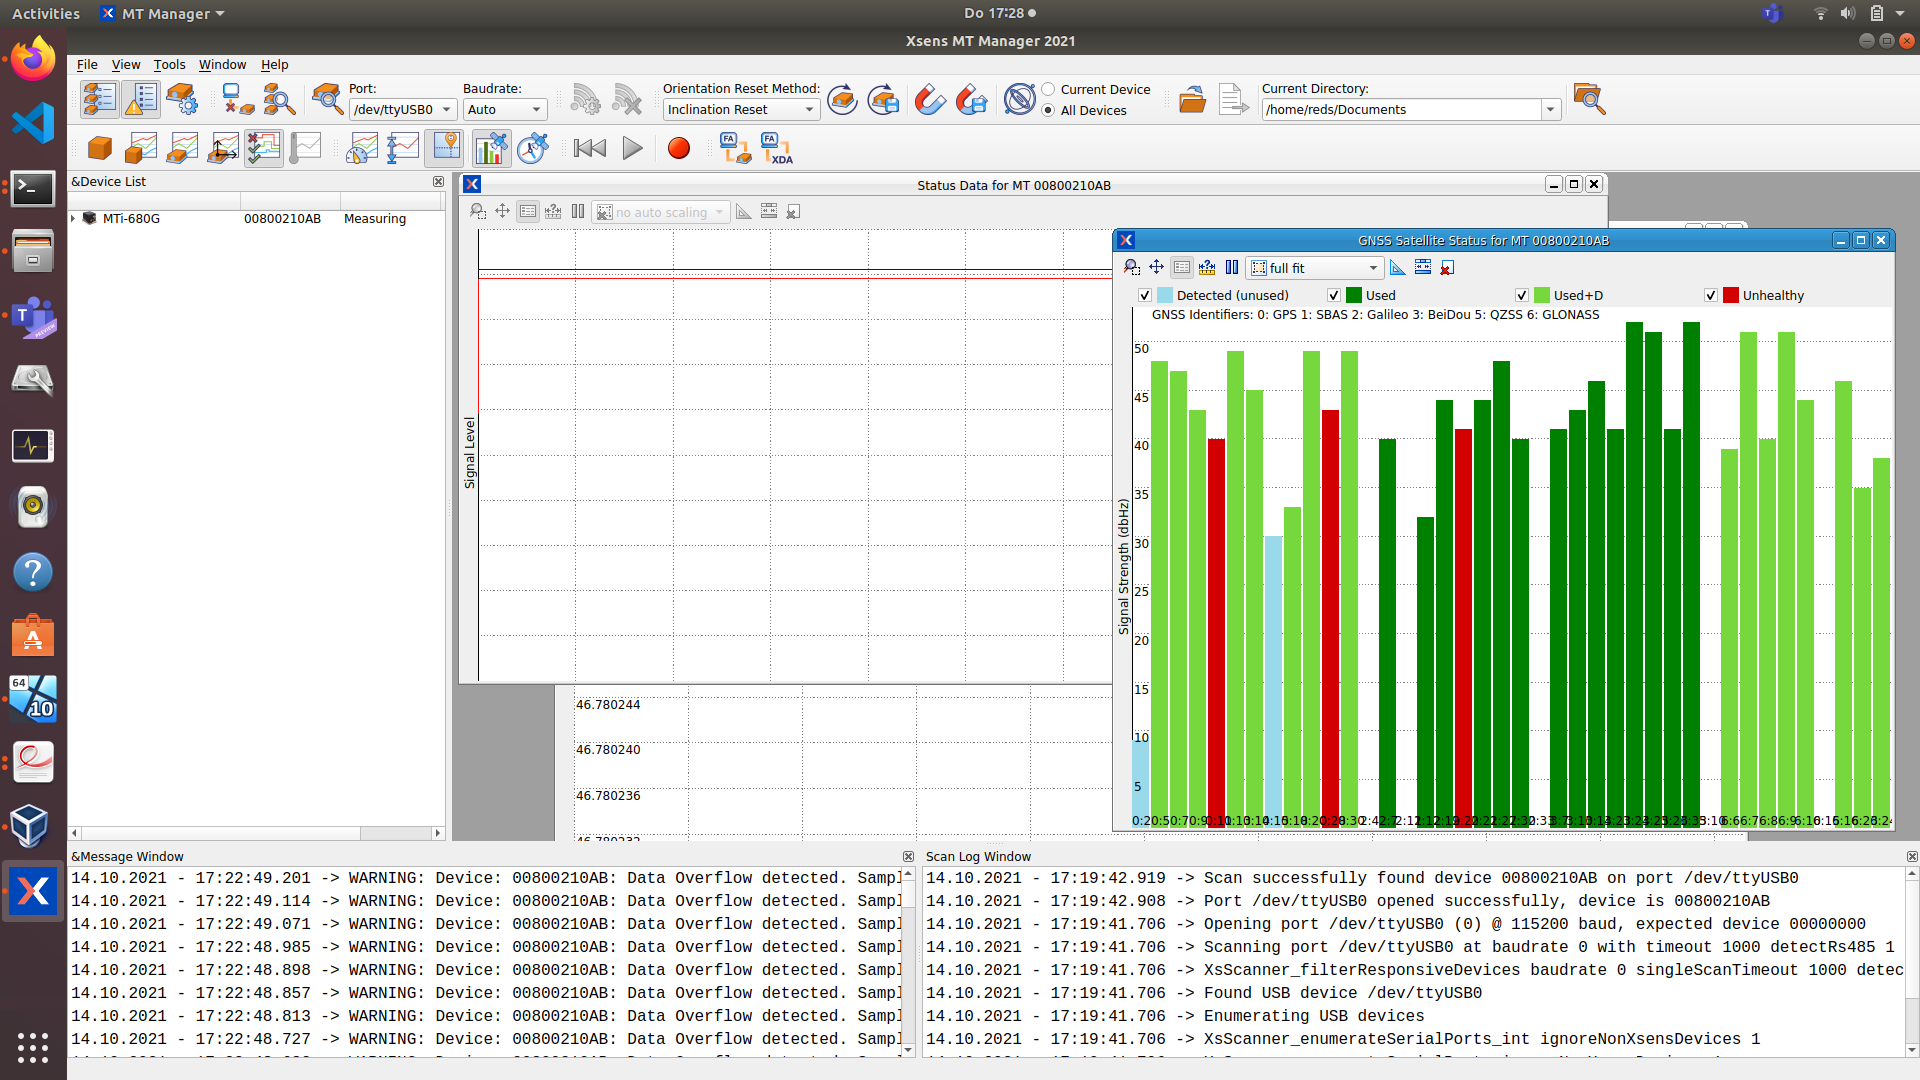 Activities
MT Manager
Do 17:28
Xsens MT Manager 2021
File View Tools Window Help
Port:
/dev/ttyUSB0
Baudrate:
Auto
Orientation Reset Method:
Inclination Reset
Current Device
All Devices
Current Directory:
/home/reds/Documents
FA
FA
XDA
&Device List
MTi-680G 00800210AB Measuring
Status Data for MT 00800210AB
no auto scaling
Signal Level
46.780244
46.780240
46.780236
GNSS Satellite Status for MT 00800210AB
full fit
Detected (unused) Used Used+D Unhealthy
GNSS Identifiers: 0: GPS 1: SBAS 2: Galileo 3: BeiDou 5: QZSS 6: GLONASS
50
45
40
35
30
25
20
15
10
5
Signal Strength (dbHz)
&Message Window
14.10.2021 - 17:22:49.201 -> WARNING: Device: 00800210AB: Data Overflow detected. Sampl
14.10.2021 - 17:22:49.114 -> WARNING: Device: 00800210AB: Data Overflow detected. Sampl
14.10.2021 - 17:22:49.071 -> WARNING: Device: 00800210AB: Data Overflow detected. Sampl
14.10.2021 - 17:22:48.985 -> WARNING: Device: 00800210AB: Data Overflow detected. Sampl
14.10.2021 - 17:22:48.898 -> WARNING: Device: 00800210AB: Data Overflow detected. Sampl
14.10.2021 - 17:22:48.857 -> WARNING: Device: 00800210AB: Data Overflow detected. Sampl
14.10.2021 - 17:22:48.813 -> WARNING: Device: 00800210AB: Data Overflow detected. Sampl
14.10.2021 - 17:22:48.727 -> WARNING: Device: 00800210AB: Data Overflow detected. Sampl
Scan Log Window
14.10.2021 - 17:19:42.919 -> Scan successfully found device 00800210AB on port /dev/ttyUSB0
14.10.2021 - 17:19:42.908 -> Port /dev/ttyUSB0 opened successfully, device is 00800210AB
14.10.2021 - 17:19:41.706 -> Opening port /dev/ttyUSB0 (0) @ 115200 baud, expected device 00000000
14.10.2021 - 17:19:41.706 -> Scanning port /dev/ttyUSB0 at baudrate 0 with timeout 1000 detectRs485 1
14.10.2021 - 17:19:41.706 -> XsScanner_filterResponsiveDevices baudrate 0 singleScanTimeout 1000 detec
14.10.2021 - 17:19:41.706 -> Found USB device /dev/ttyUSB0
14.10.2021 - 17:19:41.706 -> Enumerating USB devices
14.10.2021 - 17:19:41.706 -> XsScanner_enumerateSerialPorts_int ignoreNonXsensDevices 1